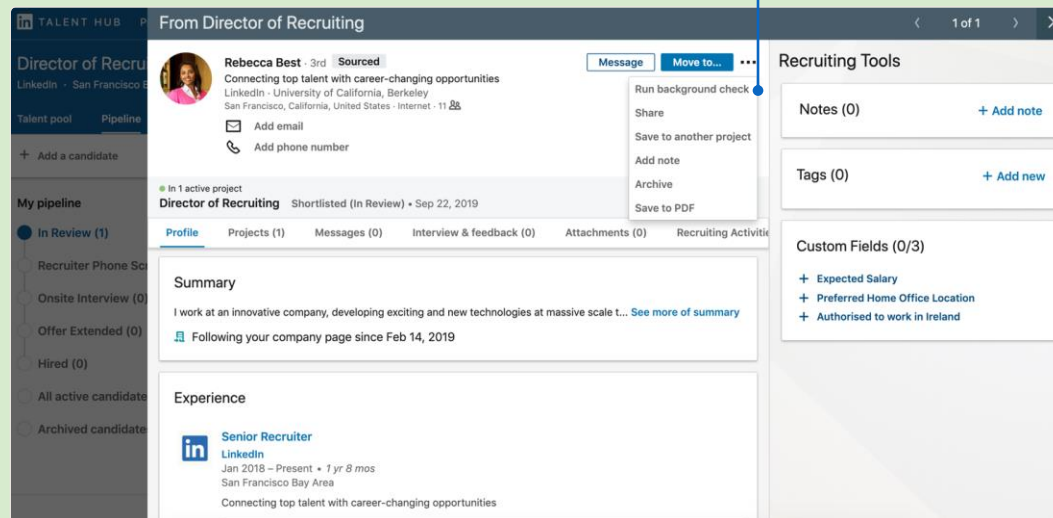 in TALENT HUB P
From Director of Recruiting
1 of 1
Director of Recru
LinkedIn · San Francisco B
Talent pool Pipeline
+ Add a candidate
My pipeline
In Review (1)
Recruiter Phone Scr
Onsite Interview (0)
Offer Extended (0)
Hired (0)
All active candidate
Archived candidate
Rebecca Best · 3rd Sourced
Connecting top talent with career-changing opportunities
LinkedIn · University of California, Berkeley
San Francisco, California, United States · Internet · 11
Add email
Add phone number
Message Move to... •••
Run background check
Share
Save to another project
Add note
Archive
Save to PDF
In 1 active project
Director of Recruiting Shortlisted (In Review) • Sep 22, 2019
Profile Projects (1) Messages (0) Interview & feedback (0) Attachments (0) Recruiting Activitie
Summary
I work at an innovative company, developing exciting and new technologies at massive scale t... See more of summary
Following your company page since Feb 14, 2019
Experience
in
Senior Recruiter
LinkedIn
Jan 2018 – Present • 1 yr 8 mos
San Francisco Bay Area
Connecting top talent with career-changing opportunities
Recruiting Tools
Notes (0) + Add note
Tags (0) + Add new
Custom Fields (0/3)
+ Expected Salary
+ Preferred Home Office Location
+ Authorised to work in Ireland